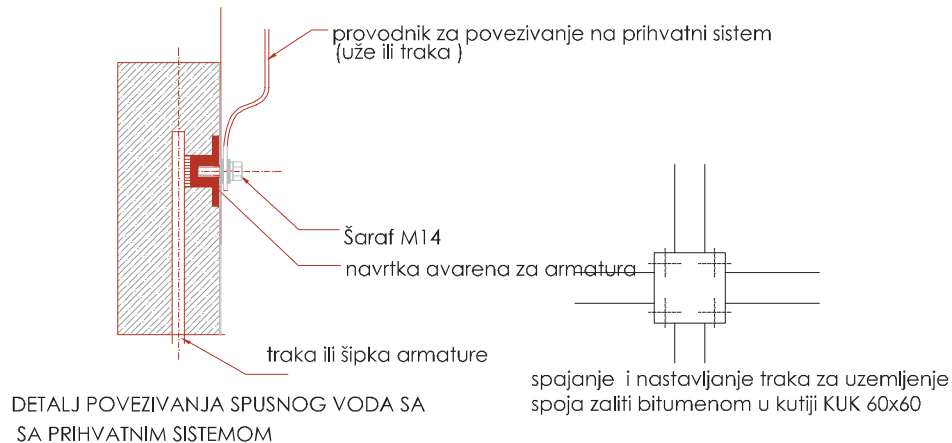 provodnik za povezivanje na prihvatni sistem
(uže ili traka )
Šaraf M14
navrtka avarena za armatura
traka ili šipka armature
DETALJ POVEZIVANJA SPUSNOG VODA SA
SA PRIHVATNIM SISTEMOM
spajanje i nastavljanje traka za uzemljenje
spoja zaliti bitumenom u kutiji KUK 60x60